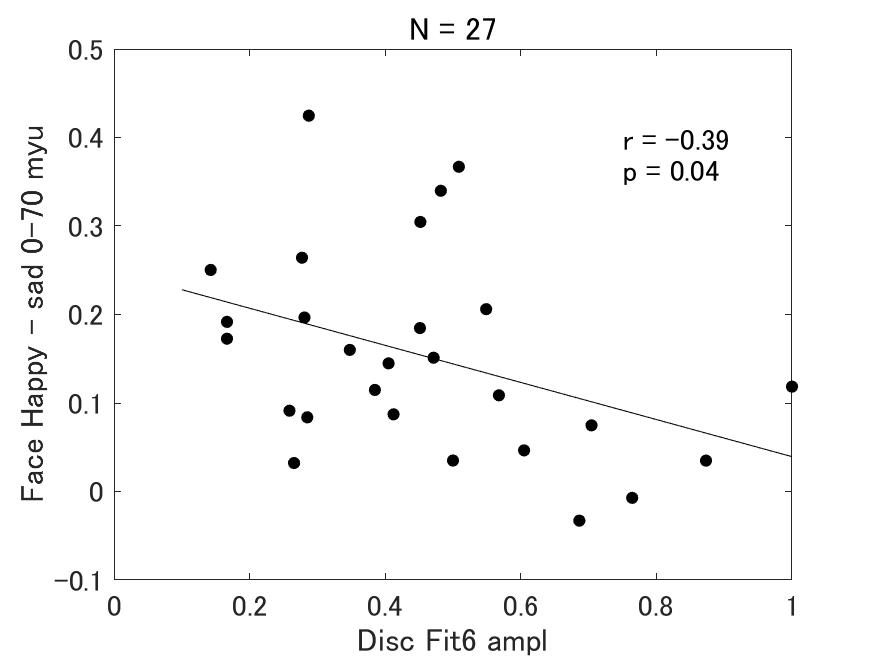 N = 27
r = −0.39
p = 0.04
0.5
0.4
0.3
0.2
0.1
0
−0.1
Face Happy − sad 0−70 myu
0
0.2
0.4
0.6
0.8
1
Disc Fit6 ampl